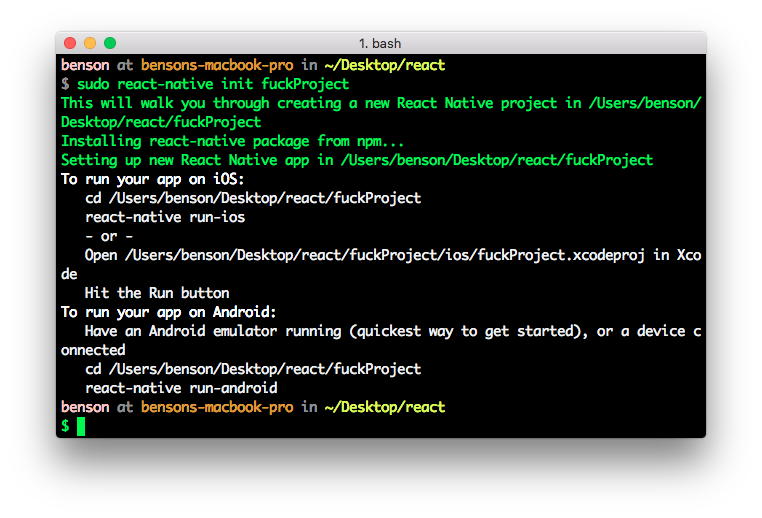 1. bash
benson at bensons-macbook-pro in ~/Desktop/react
$ sudo react-native init fuckProject
This will walk you through creating a new React Native project in /Users/benson/
Desktop/react/fuckProject
Installing react-native package from npm...
Setting up new React Native app in /Users/benson/Desktop/react/fuckProject
To run your app on iOS:
   cd /Users/benson/Desktop/react/fuckProject
   react-native run-ios
   - or -
   Open /Users/benson/Desktop/react/fuckProject/ios/fuckProject.xcodeproj in Xco
de
   Hit the Run button
To run your app on Android:
   Have an Android emulator running (quickest way to get started), or a device c
onnected
   cd /Users/benson/Desktop/react/fuckProject
   react-native run-android
benson at bensons-macbook-pro in ~/Desktop/react
$